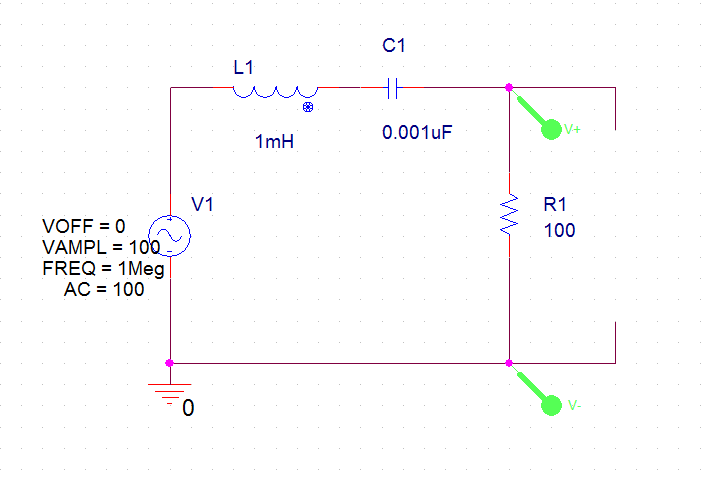 C1
L1
1mH
0.001uF
V+
V1
R1
100
VOFF = 0
VAMPL = 100
FREQ = 1Meg
AC = 100
0
V-